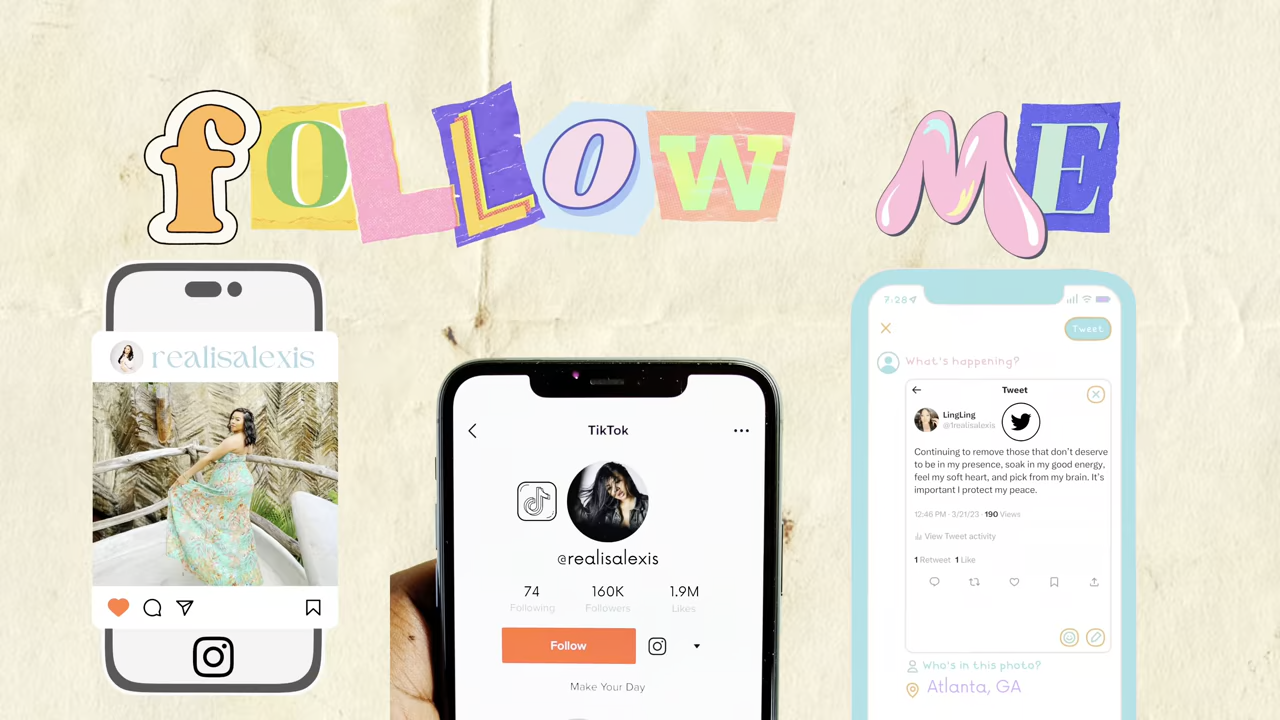 fOLLOW ME
realisalexis
TikTok
@realisalexis
74 160K 1.9M
Following Followers Likes
Follow
Make Your Day
7:28
Tweet
What's happening?
Tweet
LingLing
@1realisalexis
Continuing to remove those that don't deserve
to be in my presence, soak in my good energy,
feel my soft heart, and pick from my brain. It's
important I protect my peace.
12:46 PM · 3/21/23 · 190 Views
View Tweet activity
1 Retweet 1 Like
Who's in this photo?
Atlanta, GA